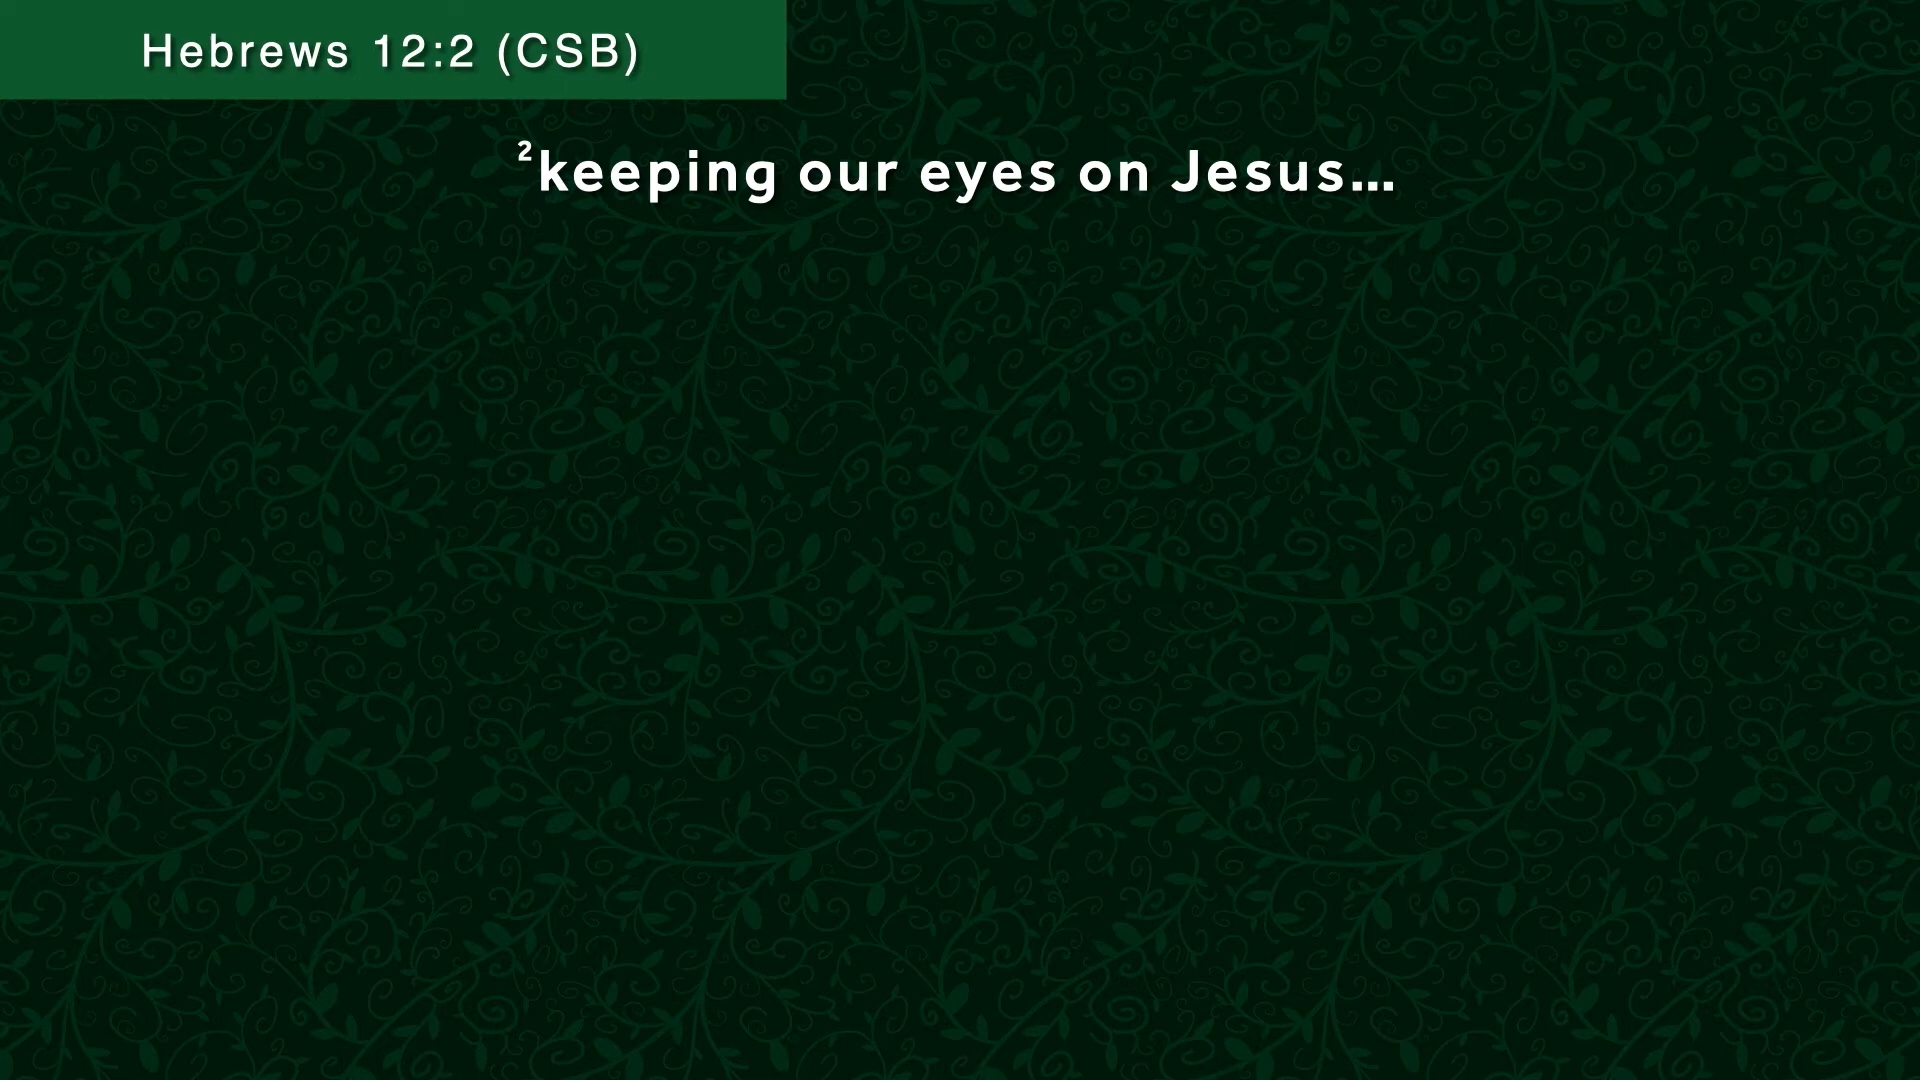 Hebrews 12:2 (CSB)
²keeping our eyes on Jesus…